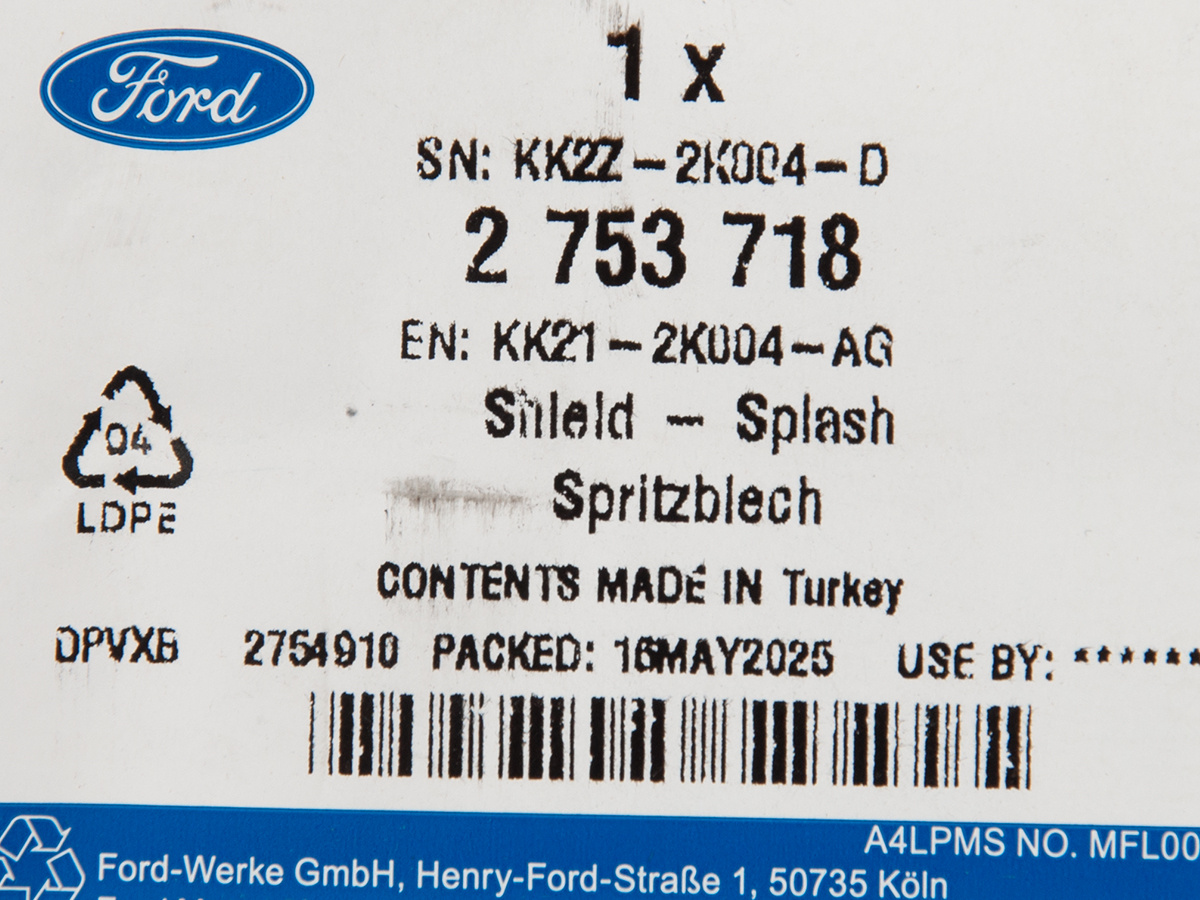 Ford
1 x
SN: KK2Z-2K004-D
2 753 718
EN: KK21-2K004-AG
Shield - Splash
Spritzblech
04
LDPE
CONTENTS MADE IN Turkey
DPVXB 2754910 PACKED: 16MAY2025 USE BY: ******
A4LPMS NO. MFL00
Ford-Werke GmbH, Henry-Ford-Straße 1, 50735 Köln